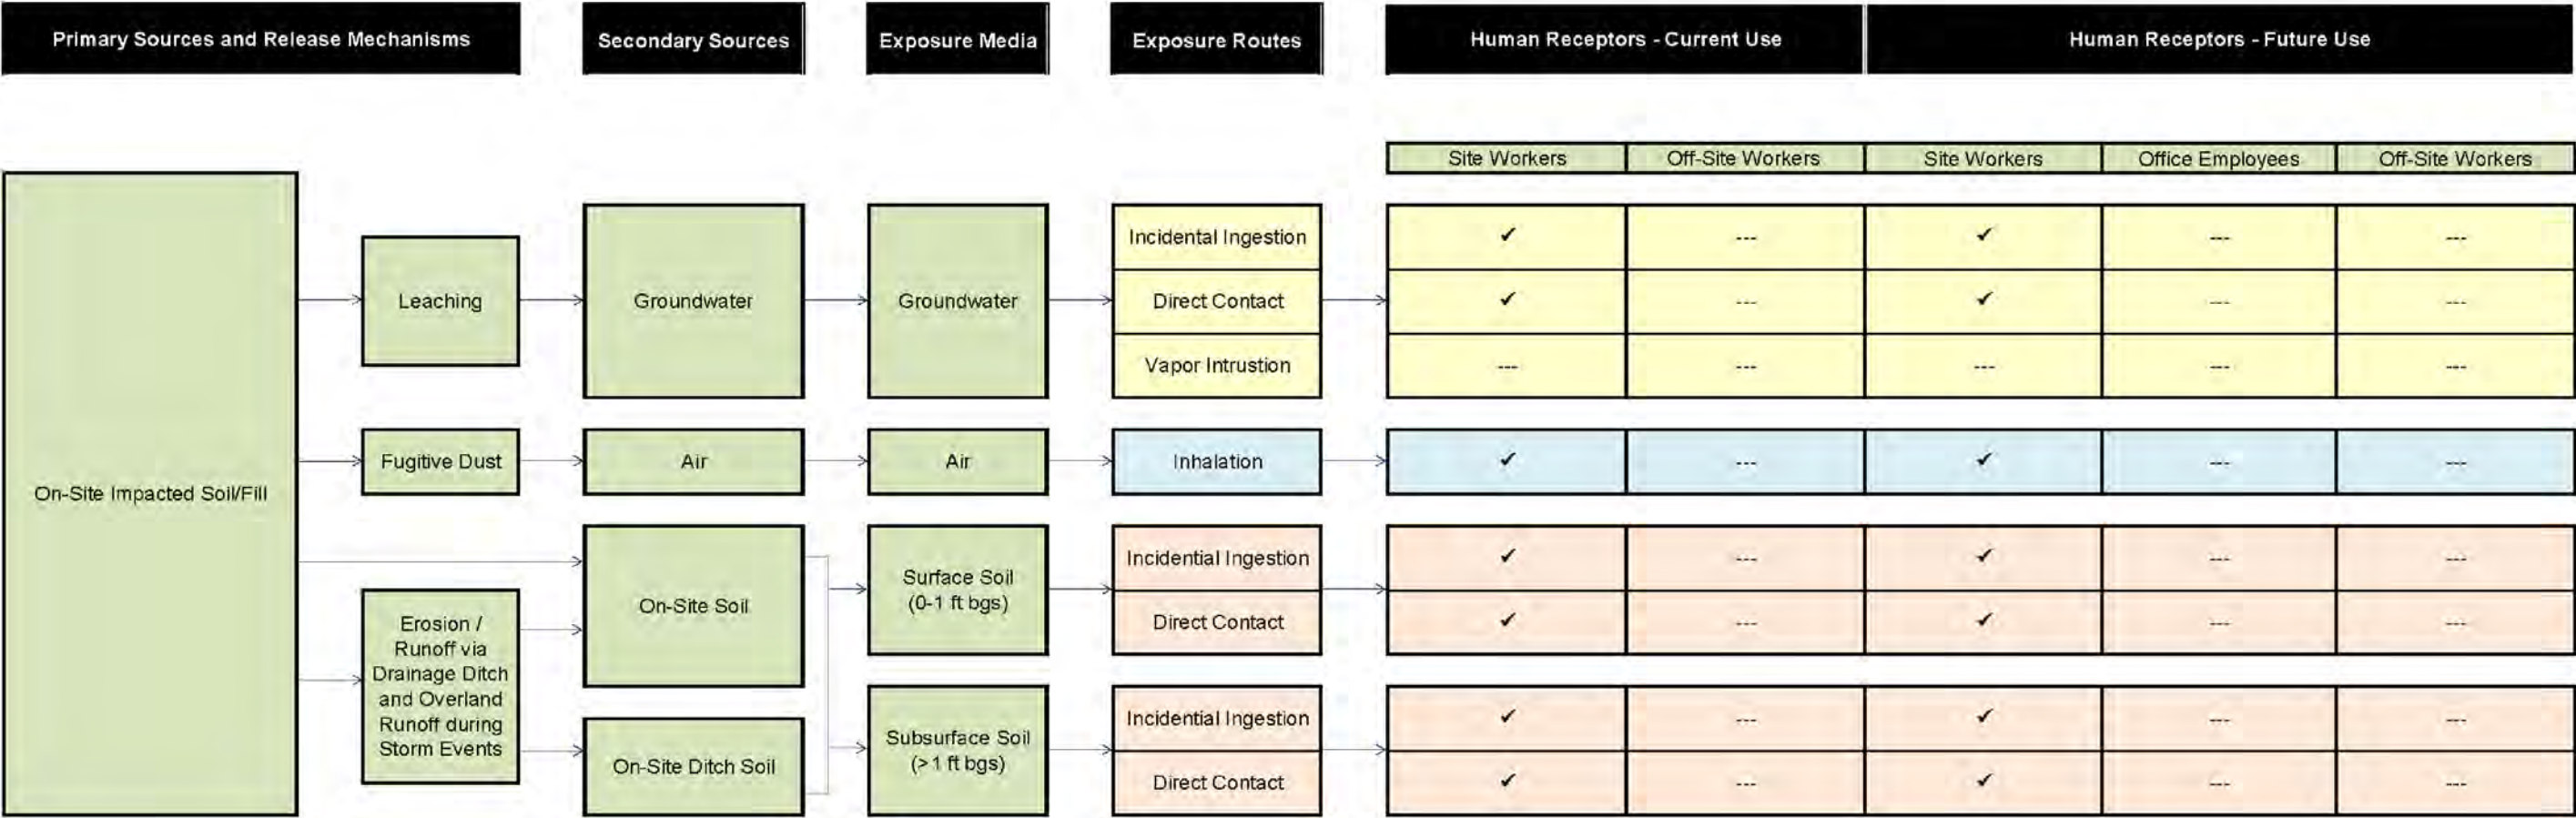 Primary Sources and Release Mechanisms
Secondary Sources
Exposure Media
Exposure Routes
Human Receptors - Current Use
Human Receptors - Future Use
Site Workers
Off-Site Workers
Site Workers
Office Employees
Off-Site Workers
On-Site Impacted Soil/Fill
Leaching
Groundwater
Groundwater
Incidental Ingestion
✓ --- ✓ --- ---
Direct Contact
✓ --- ✓ --- ---
Vapor Intrustion
--- --- --- --- ---
Fugitive Dust
Air
Air
Inhalation
✓ --- ✓ --- ---
Erosion /
Runoff via
Drainage Ditch
and Overland
Runoff during
Storm Events
On-Site Soil
On-Site Ditch Soil
Surface Soil
(0-1 ft bgs)
Incidential Ingestion
✓ --- ✓ --- ---
Direct Contact
✓ --- ✓ --- ---
Subsurface Soil
(>1 ft bgs)
Incidential Ingestion
✓ --- ✓ --- ---
Direct Contact
✓ --- ✓ --- ---